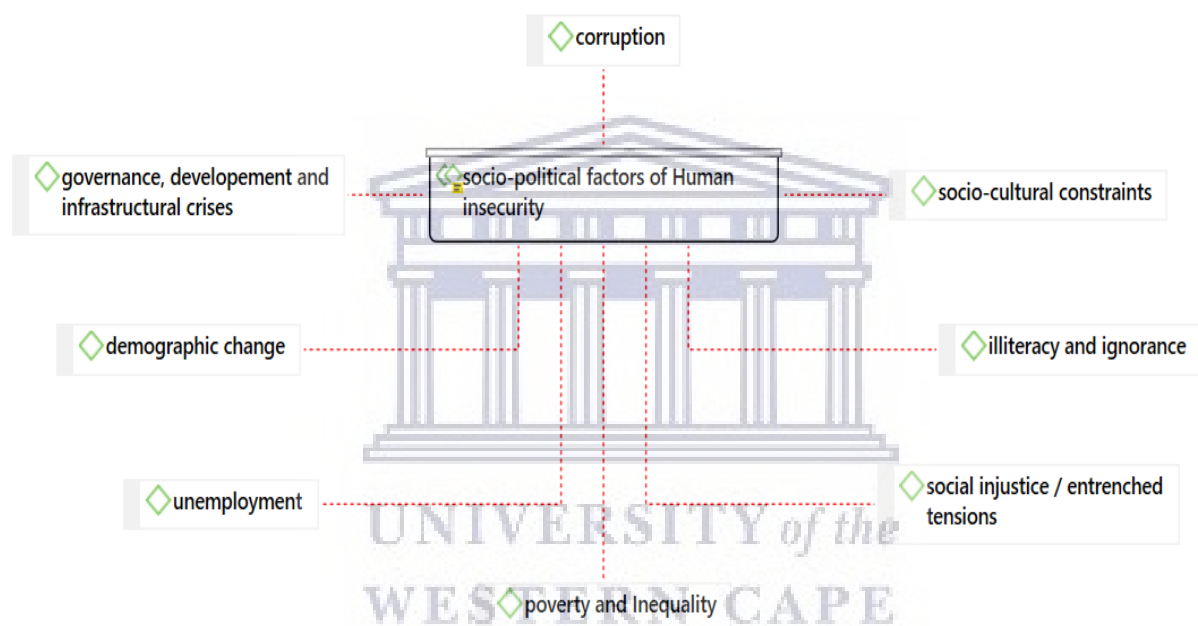 corruption
governance, developement and
infrastructural crises
socio-political factors of Human
insecurity
socio-cultural constraints
demographic change
illiteracy and ignorance
unemployment
social injustice / entrenched
tensions
UNIVERSITY of the
poverty and Inequality
WESTERN CAPE